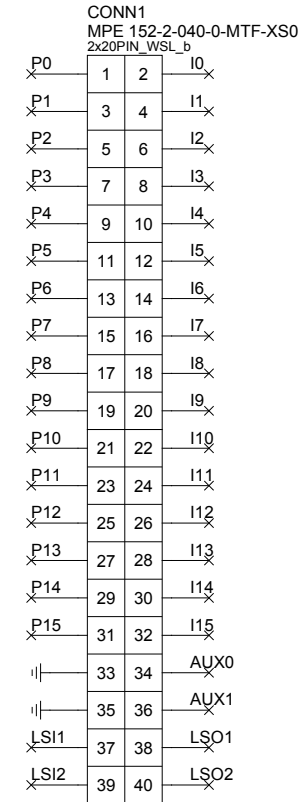 CONN1
MPE 152-2-040-0-MTF-XS0
2x20PIN_WSL_b
P0 1 2 I0
P1 3 4 I1
P2 5 6 I2
P3 7 8 I3
P4 9 10 I4
P5 11 12 I5
P6 13 14 I6
P7 15 16 I7
P8 17 18 I8
P9 19 20 I9
P10 21 22 I10
P11 23 24 I11
P12 25 26 I12
P13 27 28 I13
P14 29 30 I14
P15 31 32 I15
33 34 AUX0
35 36 AUX1
LSI1 37 38 LSO1
LSI2 39 40 LSO2